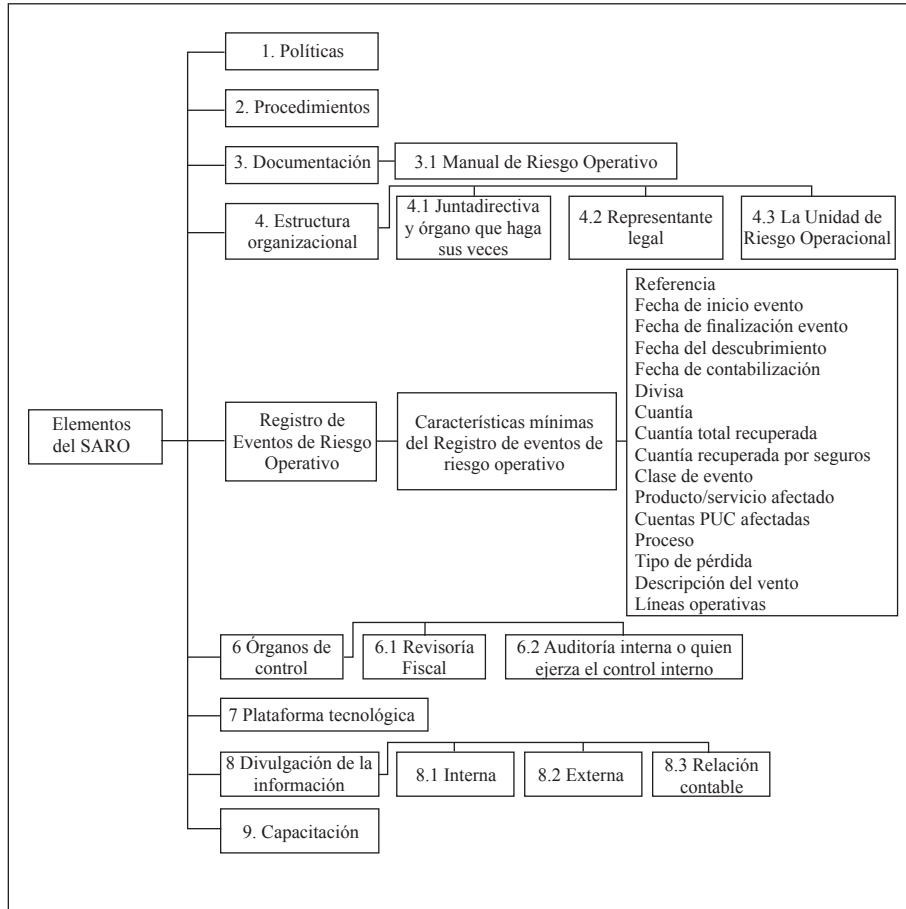 1. Políticas
2. Procedimientos
3. Documentación
3.1 Manual de Riesgo Operativo
4. Estructura
organizacional
4.1 Juntadirectiva
y órgano que haga
sus veces
4.2 Representante
legal
4.3 La Unidad de
Riesgo Operacional
Elementos
del SARO
Registro de
Eventos de Riesgo
Operativo
Características mínimas
del Registro de eventos de
riesgo operativo
Referencia
Fecha de inicio evento
Fecha de finalización evento
Fecha del descubrimiento
Fecha de contabilización
Divisa
Cuantía
Cuantía total recuperada
Cuantía recuperada por seguros
Clase de evento
Producto/servicio afectado
Cuentas PUC afectadas
Proceso
Tipo de pérdida
Descripción del vento
Líneas operativas
6 Órganos de
control
6.1 Revisoría
Fiscal
6.2 Auditoría interna o quien
ejerza el control interno
7 Plataforma tecnológica
8 Divulgación de la
información
8.1 Interna
8.2 Externa
8.3 Relación
contable
9. Capacitación